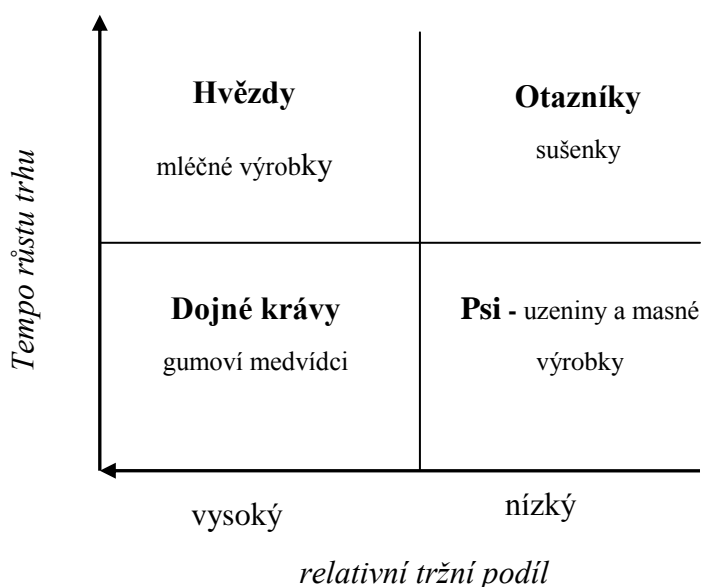 Hvězdy
mléčné výrobky
Otazníky
sušenky
Dojné krávy
gumoví medvídci
Psi - uzeniny a masné
výrobky
Tempo růstu trhu
vysoký
nízký
relativní tržní podíl